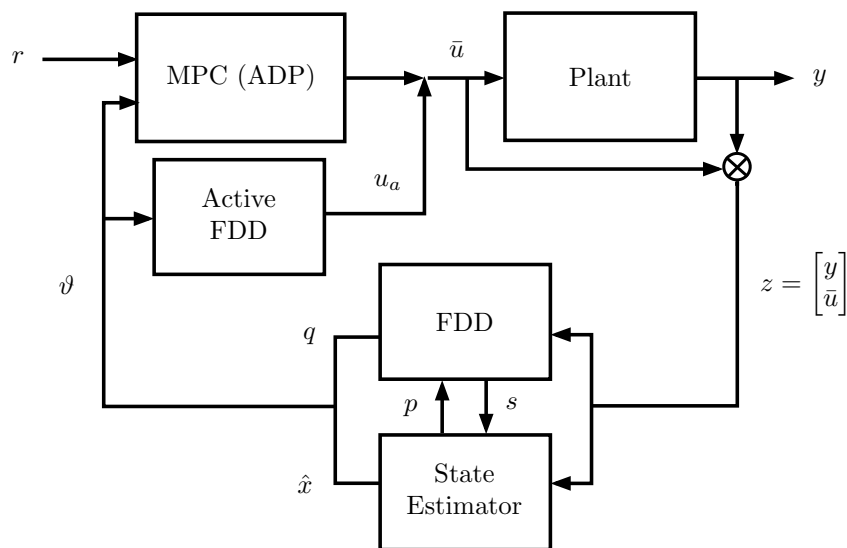 r
MPC (ADP)
ū
Plant
y
Active
FDD
u_a
ϑ
z = [y ū]
FDD
q
p
s
x̂
State
Estimator